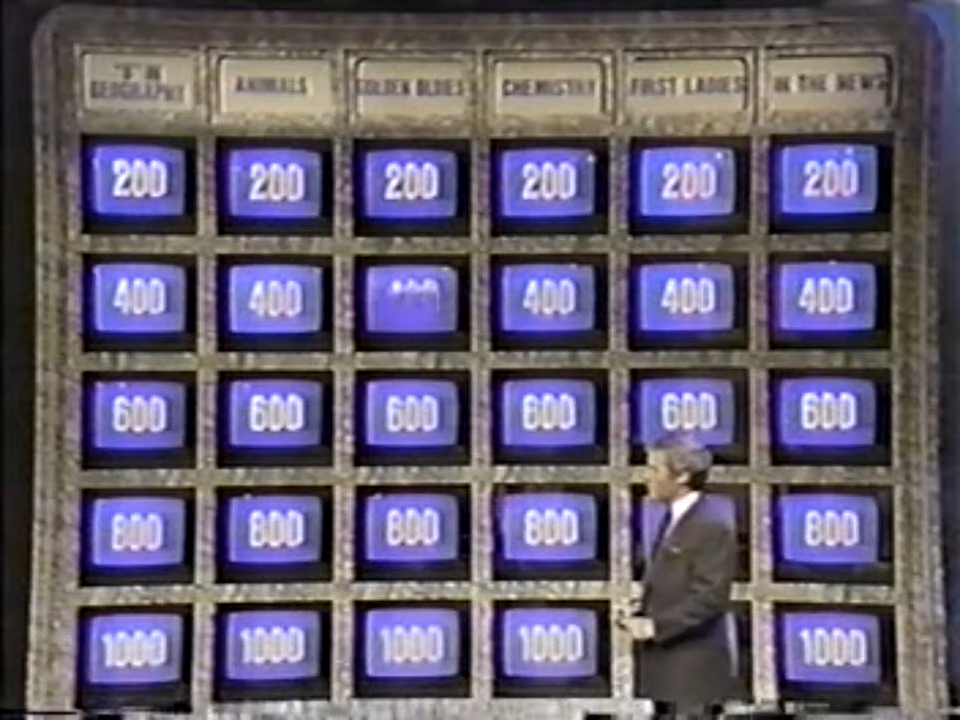 GEOGRAPHY ANIMALS GOLDEN OLDIES CHEMISTRY FIRST LADIES IN THE NEWS
200 200 200 200 200 200
400 400 400 400 400
600 600 600 600 600 600
800 800 800 800 800
1000 1000 1000 1000 1000